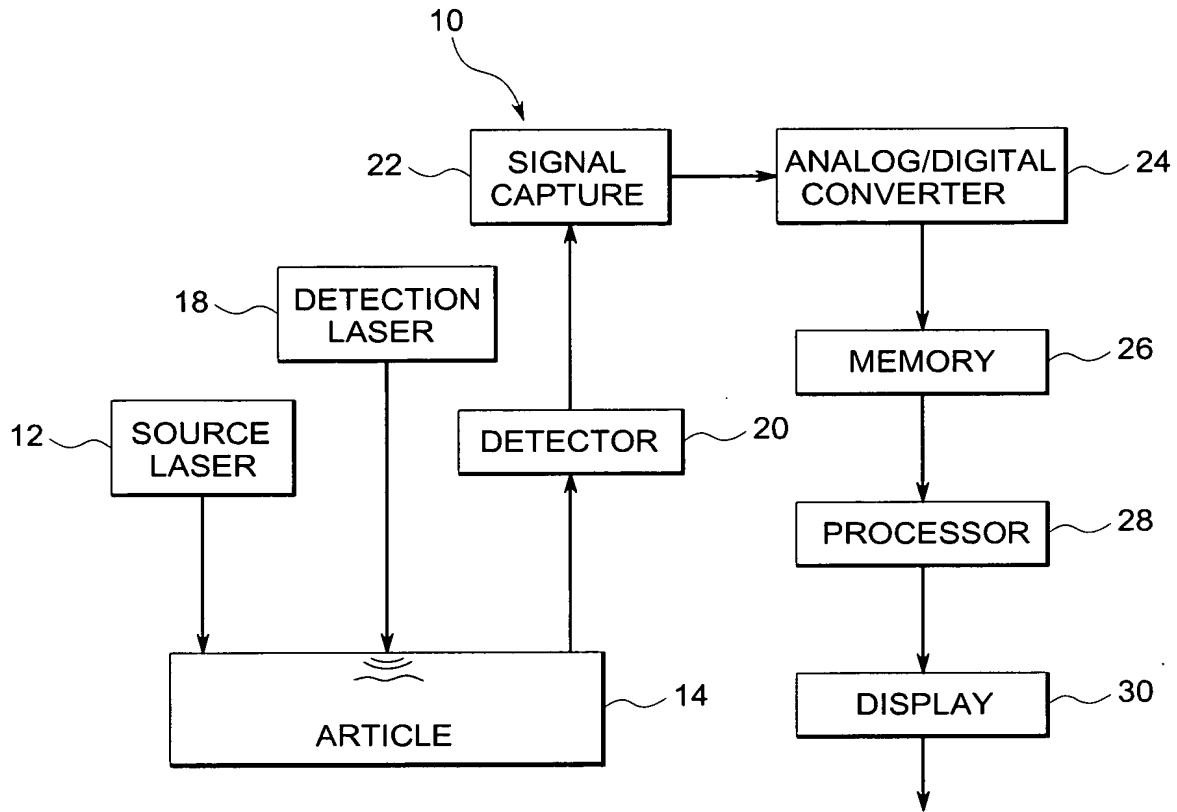 10
22
SIGNAL
CAPTURE
ANALOG/DIGITAL
CONVERTER
24
18
DETECTION
LASER
MEMORY
26
12
SOURCE
LASER
DETECTOR
20
PROCESSOR
28
ARTICLE
14
DISPLAY
30